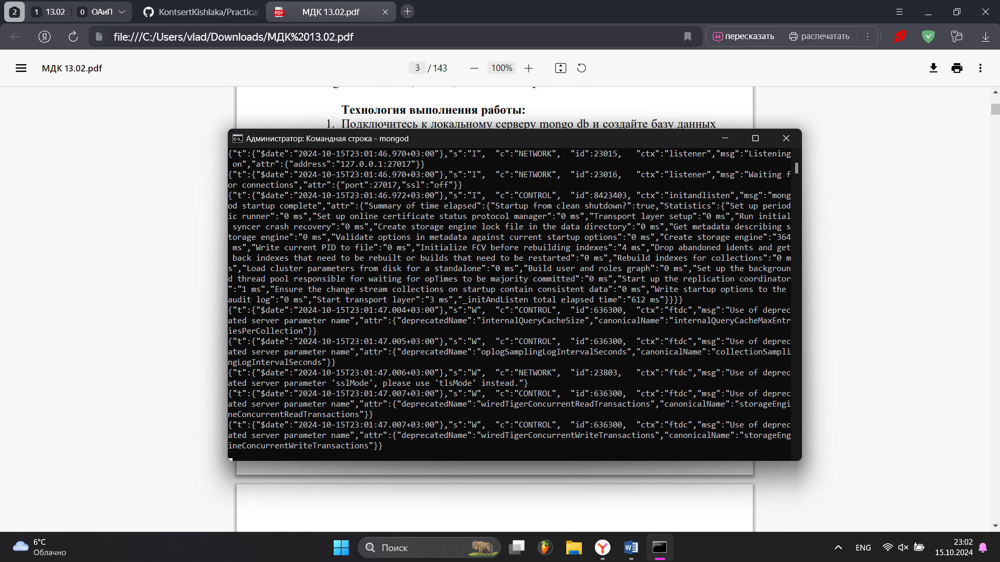 2
1 13.02
0 ОАиП
KontsertKishlaka/Practica
МДК 13.02.pdf
file:///C:/Users/vlad/Downloads/МДК%2013.02.pdf
пересказать
распечатать
МДК 13.02.pdf
3 / 143
100%
Технология выполнения работы:
1. Подключитесь к локальному серверу mongo db и создайте базу данных
Администратор: Командная строка - mongod
{"t":{"$date":"2024-10-15T23:01:46.970+03:00"},"s":"I",  "c":"NETWORK",  "id":23015,   "ctx":"listener","msg":"Listening
 on","attr":{"address":"127.0.0.1:27017"}}
{"t":{"$date":"2024-10-15T23:01:46.970+03:00"},"s":"I",  "c":"NETWORK",  "id":23016,   "ctx":"listener","msg":"Waiting f
or connections","attr":{"port":27017,"ssl":"off"}}
{"t":{"$date":"2024-10-15T23:01:46.972+03:00"},"s":"I",  "c":"CONTROL",  "id":8423403, "ctx":"initandlisten","msg":"mong
od startup complete","attr":{"Summary of time elapsed":{"Startup from clean shutdown?":true,"Statistics":{"Set up period
ic runner":"0 ms","Set up online certificate status protocol manager":"0 ms","Transport layer setup":"0 ms","Run initial
 syncer crash recovery":"0 ms","Create storage engine lock file in the data directory":"0 ms","Get metadata describing s
torage engine":"0 ms","Validate options in metadata against current startup options":"0 ms","Create storage engine":"364
 ms","Write current PID to file":"0 ms","Initialize FCV before rebuilding indexes":"4 ms","Drop abandoned idents and get
 back indexes that need to be rebuilt or builds that need to be restarted":"0 ms","Rebuild indexes for collections":"0 m
s","Load cluster parameters from disk for a standalone":"0 ms","Build user and roles graph":"0 ms","Set up the backgroun
d thread pool responsible for waiting for opTimes to be majority committed":"0 ms","Start up the replication coordinator
":"1 ms","Ensure the change stream collections on startup contain consistent data":"0 ms","Write startup options to the
audit log":"0 ms","Start transport layer":"3 ms","_initAndListen total elapsed time":"612 ms"}}}}
{"t":{"$date":"2024-10-15T23:01:47.004+03:00"},"s":"W",  "c":"CONTROL",  "id":636300,  "ctx":"ftdc","msg":"Use of deprec
ated server parameter name","attr":{"deprecatedName":"internalQueryCacheSize","canonicalName":"internalQueryCacheMaxEntr
iesPerCollection"}}
{"t":{"$date":"2024-10-15T23:01:47.005+03:00"},"s":"W",  "c":"CONTROL",  "id":636300,  "ctx":"ftdc","msg":"Use of deprec
ated server parameter name","attr":{"deprecatedName":"oplogSamplingLogIntervalSeconds","canonicalName":"collectionSampli
ngLogIntervalSeconds"}}
{"t":{"$date":"2024-10-15T23:01:47.006+03:00"},"s":"W",  "c":"NETWORK",  "id":23803,   "ctx":"ftdc","msg":"Use of deprec
ated server parameter 'sslMode', please use 'tlsMode' instead."}
{"t":{"$date":"2024-10-15T23:01:47.007+03:00"},"s":"W",  "c":"CONTROL",  "id":636300,  "ctx":"ftdc","msg":"Use of deprec
ated server parameter name","attr":{"deprecatedName":"wiredTigerConcurrentReadTransactions","canonicalName":"storageEngi
neConcurrentReadTransactions"}}
{"t":{"$date":"2024-10-15T23:01:47.007+03:00"},"s":"W",  "c":"CONTROL",  "id":636300,  "ctx":"ftdc","msg":"Use of deprec
ated server parameter name","attr":{"deprecatedName":"wiredTigerConcurrentWriteTransactions","canonicalName":"storageEng
ineConcurrentWriteTransactions"}}
6°C
Облачно
Поиск
ENG
23:02
15.10.2024